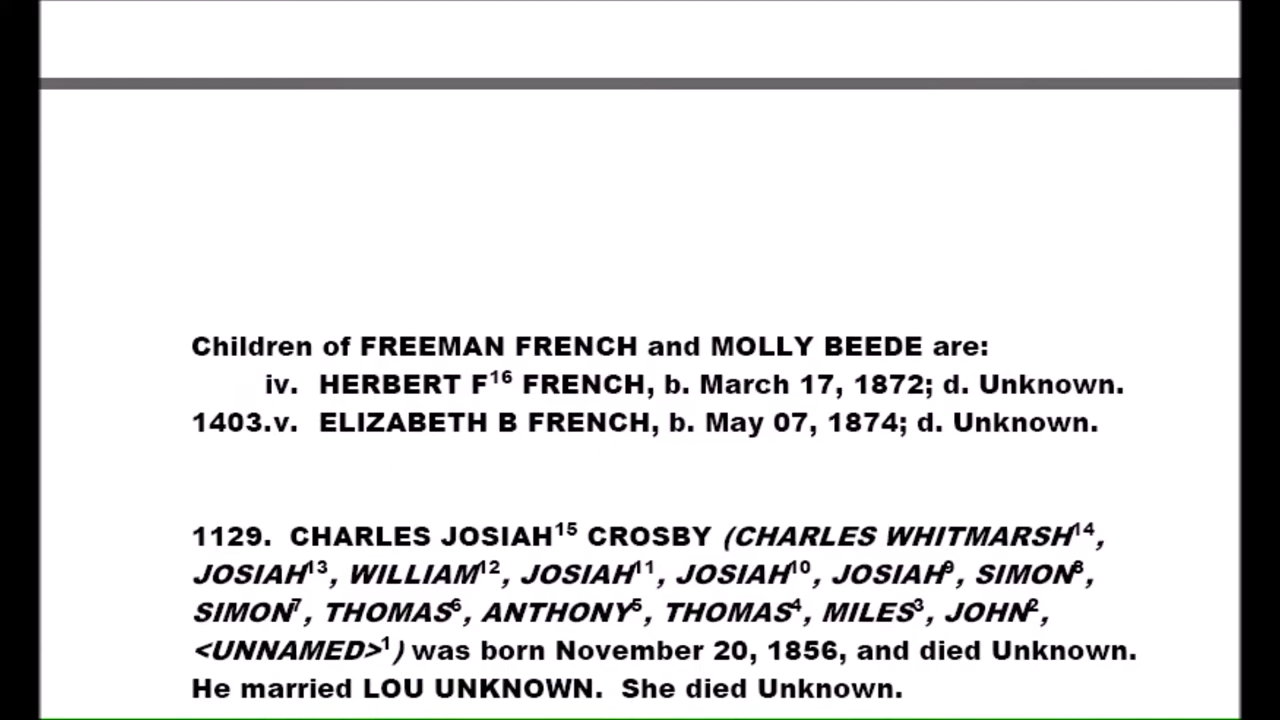 Children of FREEMAN FRENCH and MOLLY BEEDE are:
iv. HERBERT F16 FRENCH, b. March 17, 1872; d. Unknown.
1403.v. ELIZABETH B FRENCH, b. May 07, 1874; d. Unknown.
1129. CHARLES JOSIAH15 CROSBY (CHARLES WHITMARSH14,
JOSIAH13, WILLIAM12, JOSIAH11, JOSIAH10, JOSIAH9, SIMON8,
SIMON7, THOMAS6, ANTHONY5, THOMAS4, MILES3, JOHN2,
<UNNAMED>1) was born November 20, 1856, and died Unknown.
He married LOU UNKNOWN. She died Unknown.